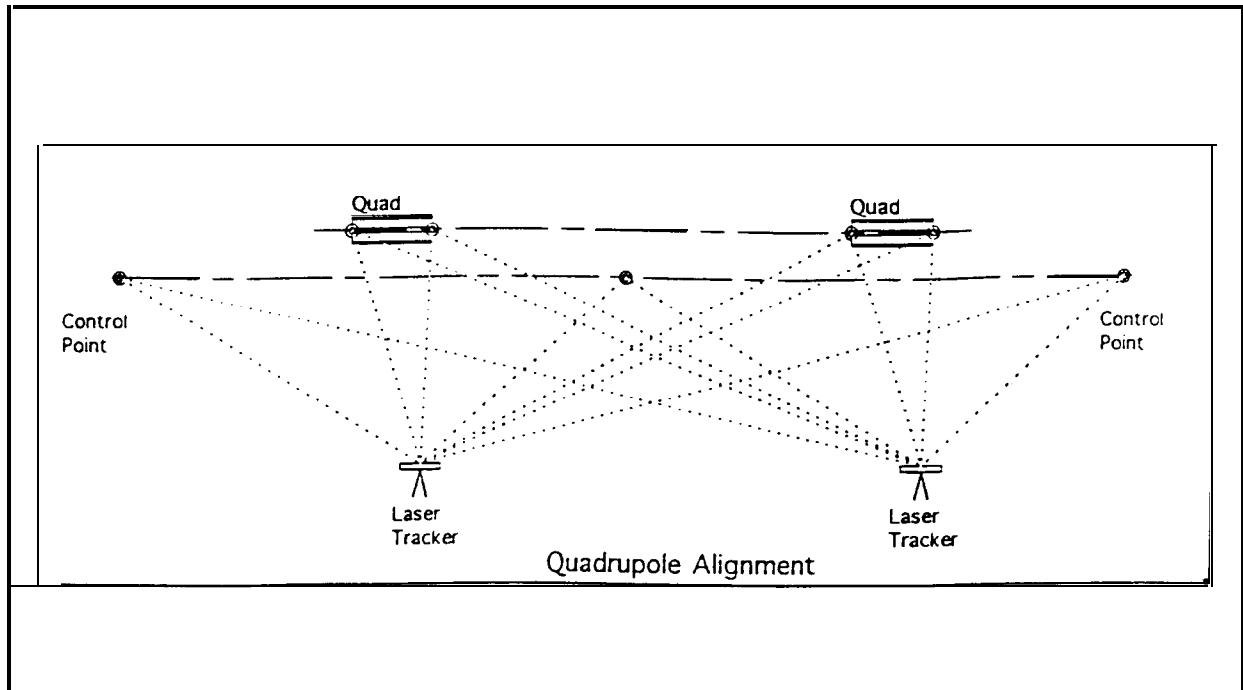 Quad
Quad
Control
Point
Control
Point
Laser
Tracker
Laser
Tracker
Quadrupole Alignment